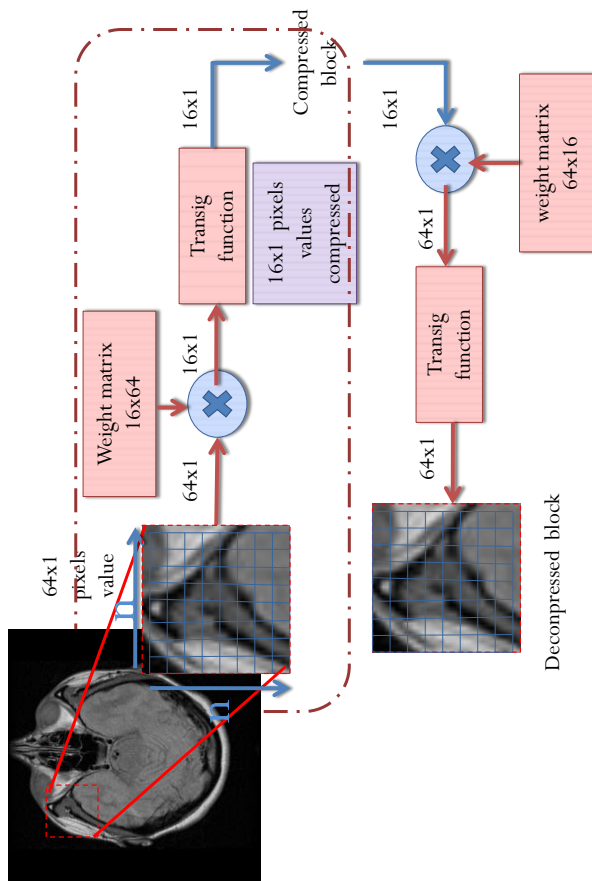 64x1
pixels
value
n
n
64x1
Weight matrix
16x64
16x1
Transig
function
16x1
16x1 pixels
values
compressed
Compressed
block
16x1
weight matrix
64x16
64x1
Transig
function
64x1
Deconpressed block